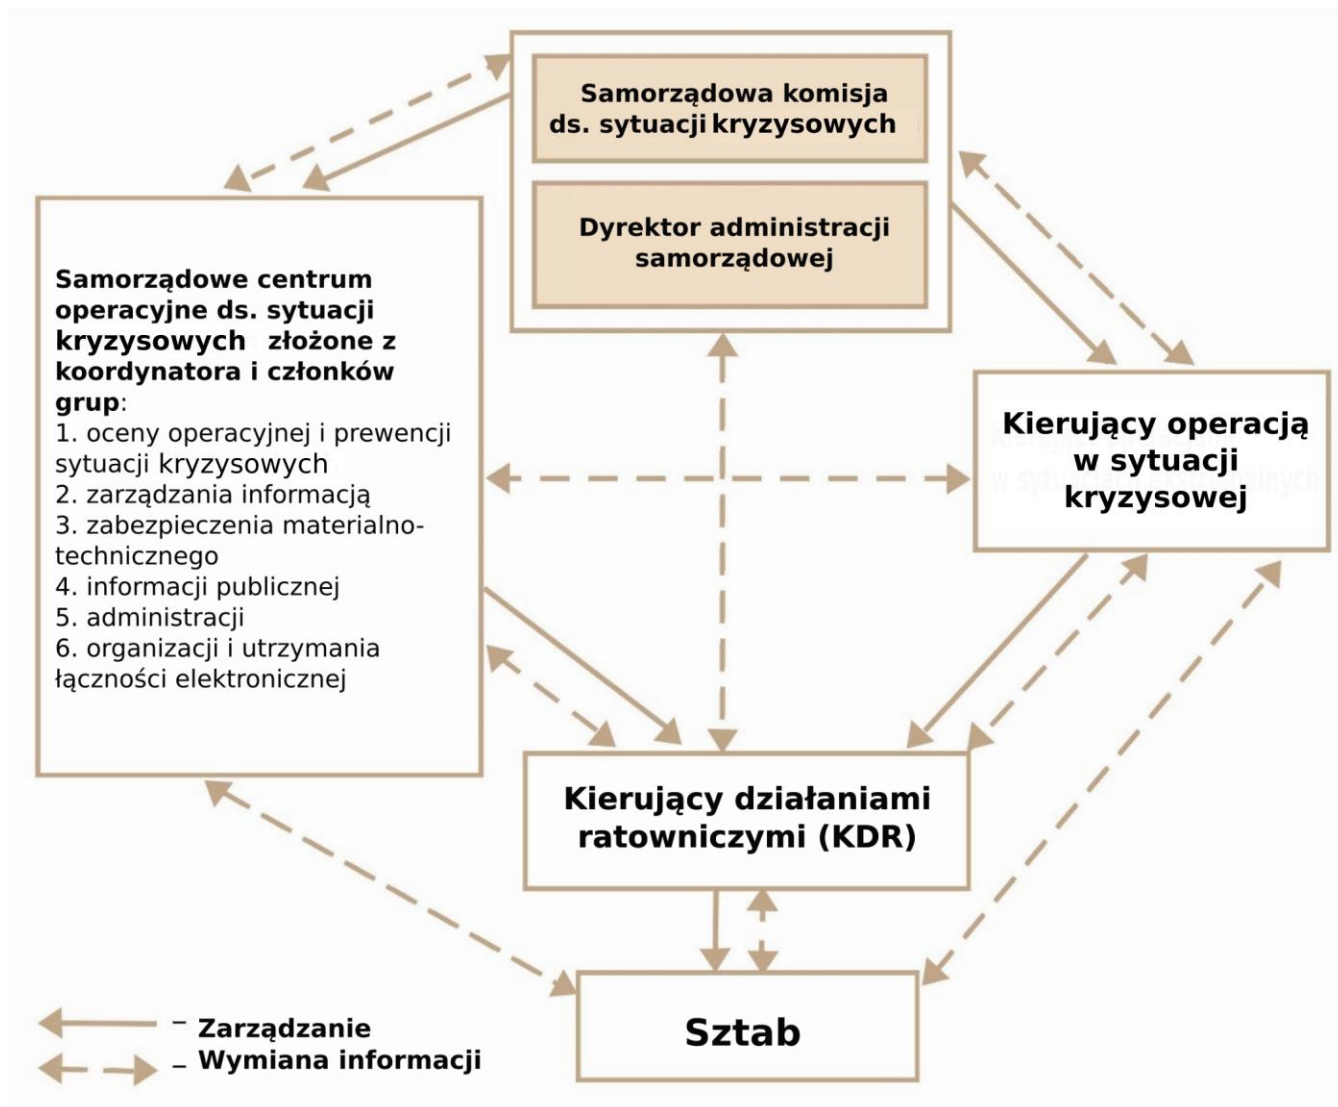 Samorządowa komisja
ds. sytuacji kryzysowych
Dyrektor administracji
samorządowej
Samorządowe centrum
operacyjne ds. sytuacji
kryzysowych złożone z
koordynatora i członków
grup:
1. oceny operacyjnej i prewencji
sytuacji kryzysowych
2. zarządzania informacją
3. zabezpieczenia materialno-
technicznego
4. informacji publicznej
5. administracji
6. organizacji i utrzymania
łączności elektronicznej
Kierujący operacją
w sytuacji
kryzysowej
Kierujący działaniami
ratowniczymi (KDR)
Sztab
– Zarządzanie
– Wymiana informacji